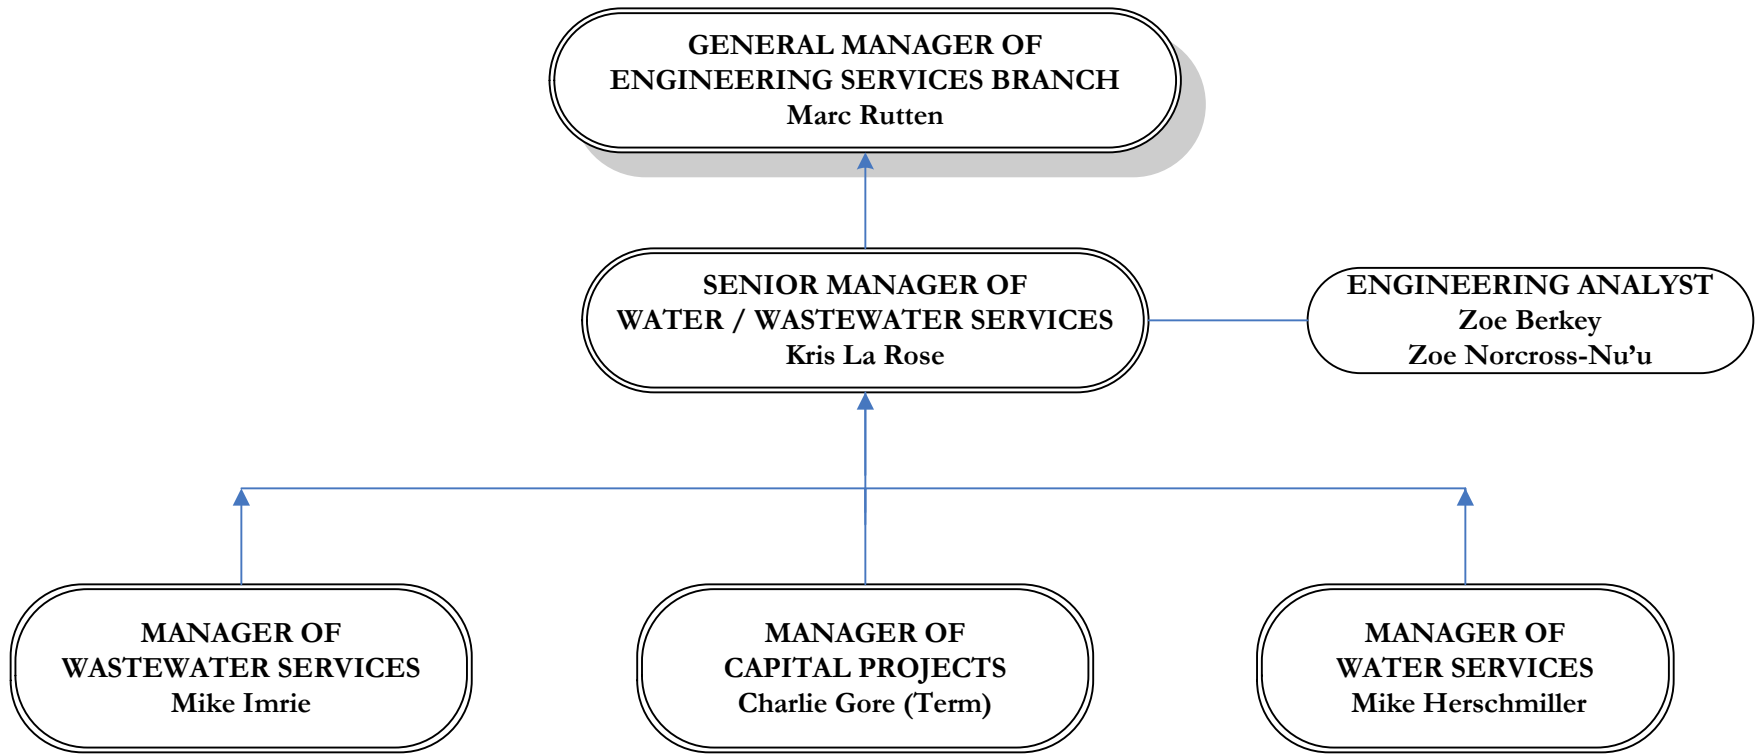 GENERAL MANAGER OF
ENGINEERING SERVICES BRANCH
Marc Rutten
SENIOR MANAGER OF
WATER / WASTEWATER SERVICES
Kris La Rose
ENGINEERING ANALYST
Zoe Berkey
Zoe Norcross-Nu’u
MANAGER OF
WASTEWATER SERVICES
Mike Imrie
MANAGER OF
CAPITAL PROJECTS
Charlie Gore (Term)
MANAGER OF
WATER SERVICES
Mike Herschmiller